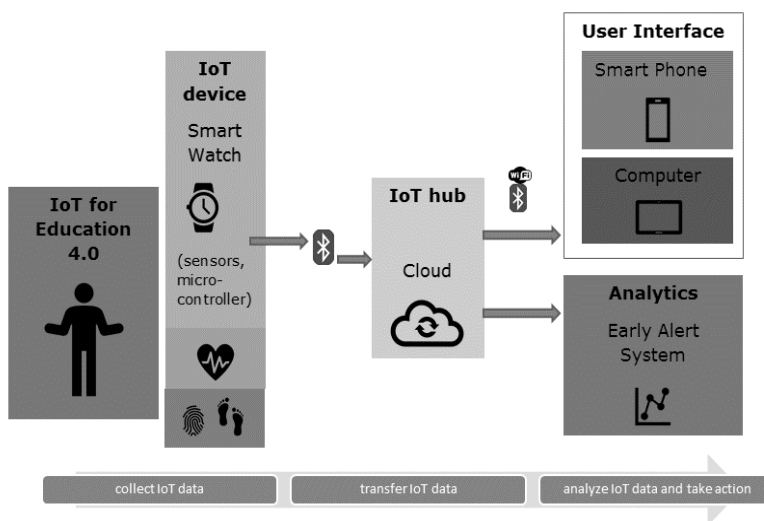 IoT for
Education
4.0
IoT
device
Smart
Watch
(sensors,
micro-
controller)
IoT hub
Cloud
WiFi
User Interface
Smart Phone
Computer
Analytics
Early Alert
System
collect IoT data
transfer IoT data
analyze IoT data and take action